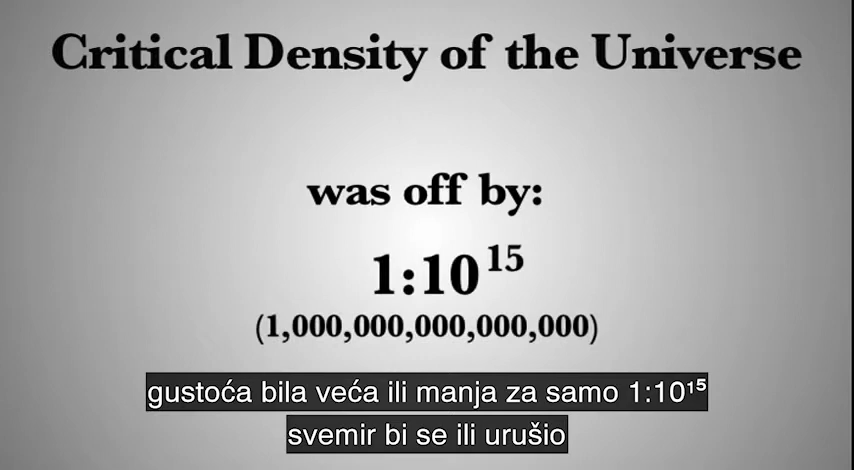 Critical Density of the Universe
was off by:
1:10¹⁵
(1,000,000,000,000,000)
gustoća bila veća ili manja za samo 1:10¹⁵
svemir bi se ili urušio